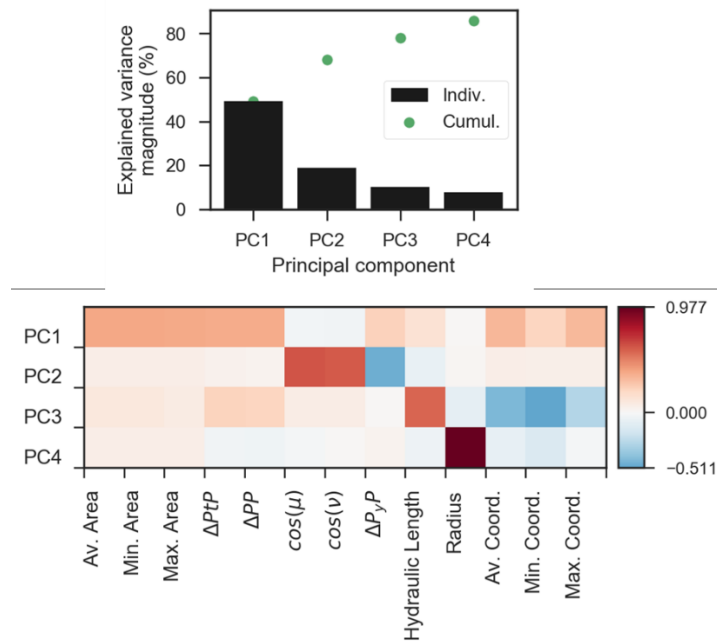 Explained variance
magnitude (%)
80
60
40
20
0
Indiv.
Cumul.
PC1 PC2 PC3 PC4
Principal component
PC1
PC2
PC3
PC4
0.977
0.000
−0.511
Av. Area
Min. Area
Max. Area
ΔPtP
ΔPP
cos(μ)
cos(ν)
ΔPyP
Hydraulic Length
Radius
Av. Coord.
Min. Coord.
Max. Coord.